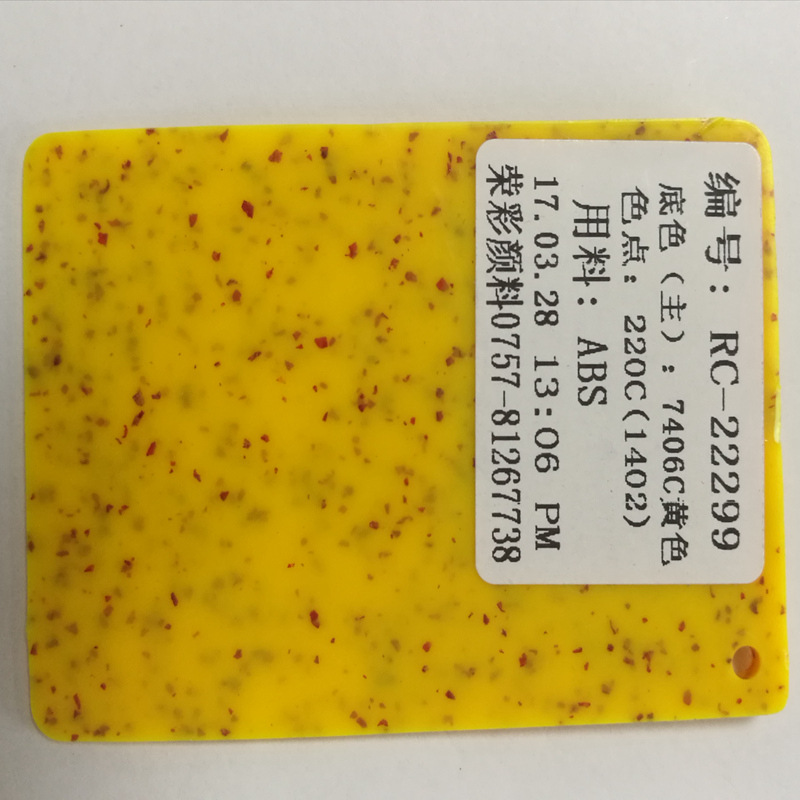 编号：RC-22299
底色（主）：7406C黄色
色点：220C(1402)
用料：ABS
17.03.28 13:06 PM
荣彩颜料0757-81267738